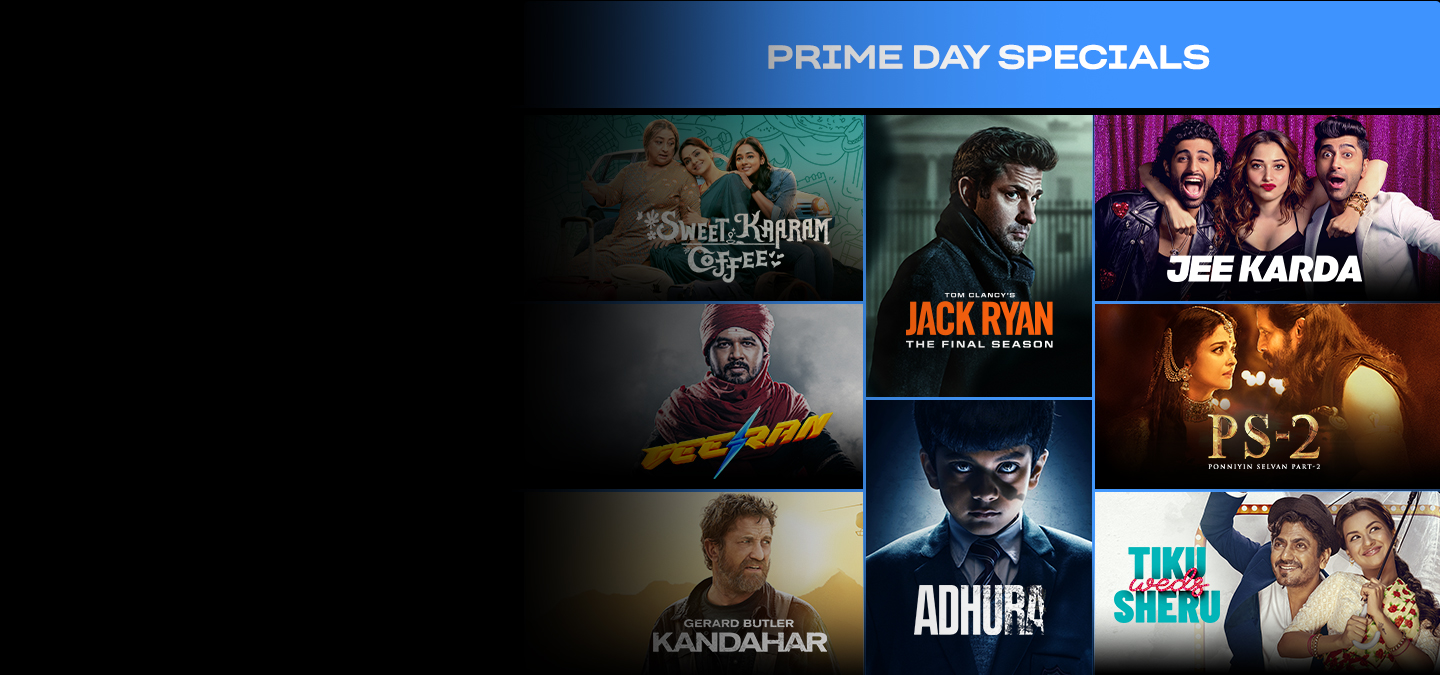 PRIME DAY SPECIALS
SWEET KAARAM
COFFEE
TOM CLANCY'S
JACK RYAN
THE FINAL SEASON
JEE KARDA
VEERAN
PS-2
PONNIYIN SELVAN PART-2
GERARD BUTLER
KANDAHAR
ADHURA
TIKU
weds
SHERU